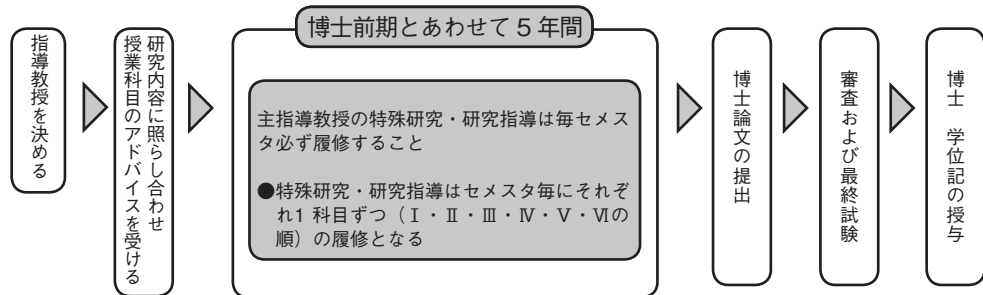 指導教授を決める
研究内容に照らし合わせ
授業科目のアドバイスを受ける
博士前期とあわせて5年間
主指導教授の特殊研究・研究指導は毎セメス
タ必ず履修すること
●特殊研究・研究指導はセメスタ毎にそれぞ
れ1 科目ずつ（Ⅰ・Ⅱ・Ⅲ・Ⅳ・Ⅴ・Ⅵの
順）の履修となる
博士論文の提出
審査および最終試験
博士　学位記の授与